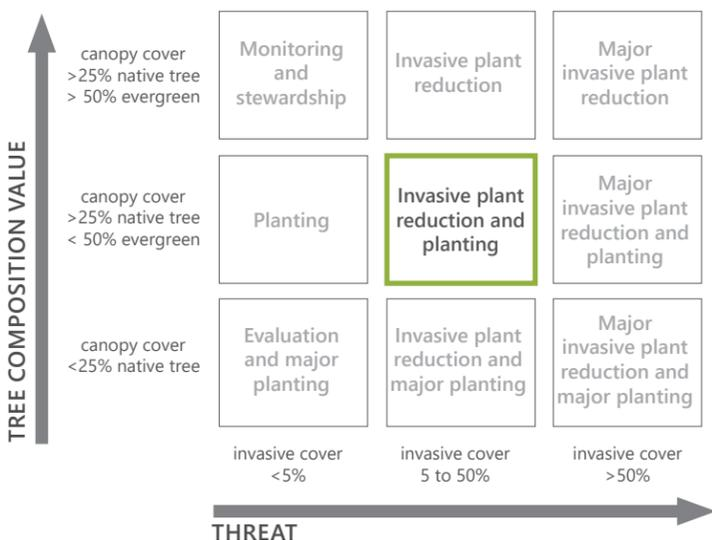 TREE COMPOSITION VALUE
canopy cover
>25% native tree
> 50% evergreen
Monitoring
and
stewardship
Invasive plant
reduction
Major
invasive plant
reduction
canopy cover
>25% native tree
< 50% evergreen
Planting
Invasive plant
reduction and
planting
Major
invasive plant
reduction and
planting
canopy cover
<25% native tree
Evaluation
and major
planting
Invasive plant
reduction and
major planting
Major
invasive plant
reduction and
major planting
invasive cover
<5%
invasive cover
5 to 50%
invasive cover
>50%
THREAT